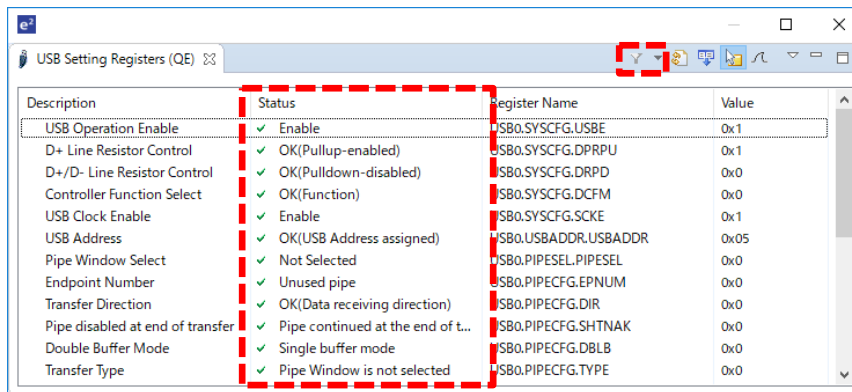 e²
USB Setting Registers (QE)
Description Status Register Name Value
USB Operation Enable Enable USB0.SYSCFG.USBE 0x1
D+ Line Resistor Control OK(Pullup-enabled) USB0.SYSCFG.DPRPU 0x1
D+/D- Line Resistor Control OK(Pulldown-disabled) USB0.SYSCFG.DRPD 0x0
Controller Function Select OK(Function) USB0.SYSCFG.DCFM 0x0
USB Clock Enable Enable USB0.SYSCFG.SCKE 0x1
USB Address OK(USB Address assigned) USB0.USBADDR.USBADDR 0x05
Pipe Window Select Not Selected USB0.PIPESEL.PIPESEL 0x0
Endpoint Number Unused pipe USB0.PIPECFG.EPNUM 0x0
Transfer Direction OK(Data receiving direction) USB0.PIPECFG.DIR 0x0
Pipe disabled at end of transfer Pipe continued at the end of t... USB0.PIPECFG.SHTNAK 0x0
Double Buffer Mode Single buffer mode USB0.PIPECFG.DBLB 0x0
Transfer Type Pipe Window is not selected USB0.PIPECFG.TYPE 0x0